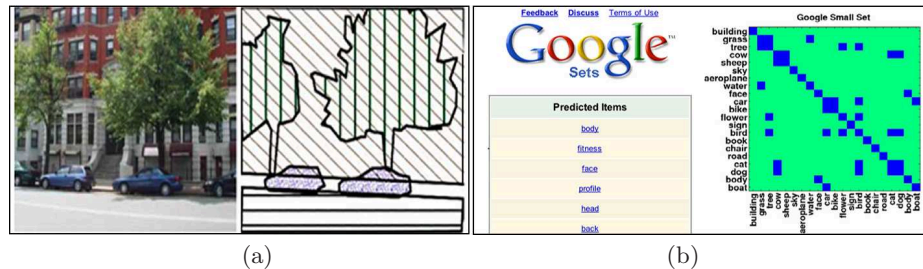 Feedback Discuss Terms of Use
Google™
Sets
Predicted Items
body
fitness
face
profile
head
back
Google Small Set
building
grass
tree
cow
sheep
sky
aeroplane
water
face
car
bike
flower
sign
bird
book
chair
road
cat
dog
body
boat
building
grass
tree
cow
sheep
sky
aeroplane
water
face
car
bike
flower
sign
bird
book
chair
road
cat
dog
body
boat
(a)
(b)